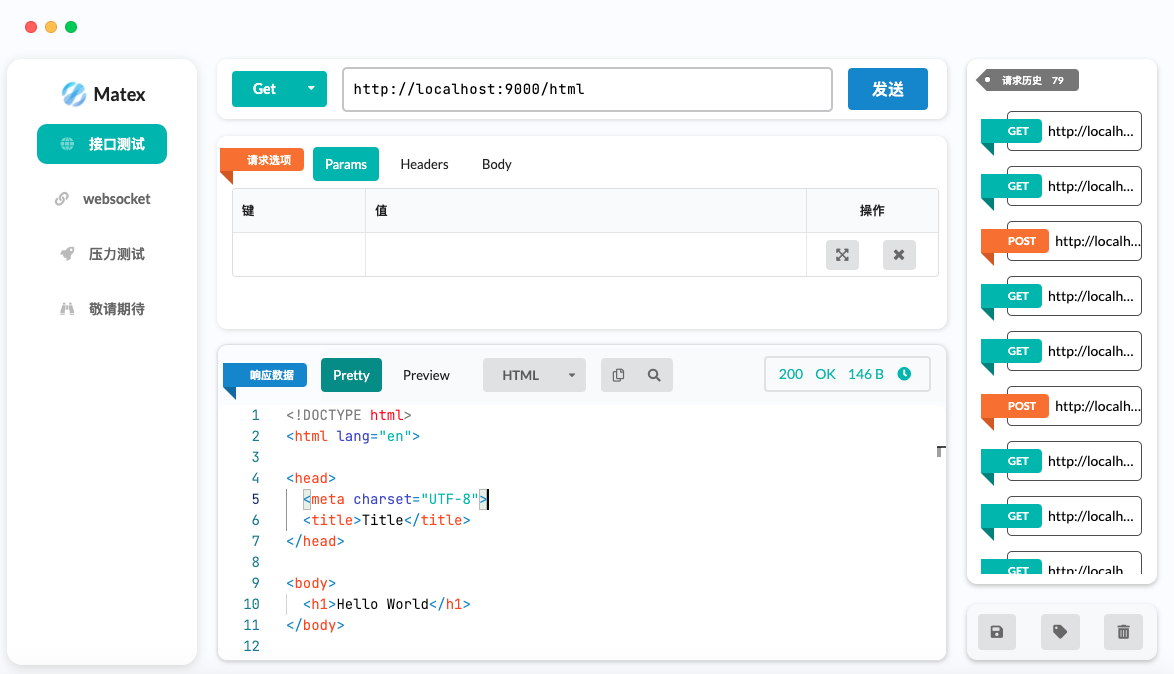 Matex
接口测试
websocket
压力测试
敬请期待
Get
http://localhost:9000/html
发送
请求选项
Params
Headers
Body
键 值 操作
响应数据
Pretty
Preview
HTML
200 OK 146 B
1 <!DOCTYPE html>
2 <html lang="en">
3
4 <head>
5 <meta charset="UTF-8">
6 <title>Title</title>
7 </head>
8
9 <body>
10 <h1>Hello World</h1>
11 </body>
12
请求历史 79
GET http://localh...
GET http://localh...
POST http://localh...
GET http://localh...
GET http://localh...
POST http://localh...
GET http://localh...
GET http://localh...
GET http://localh...